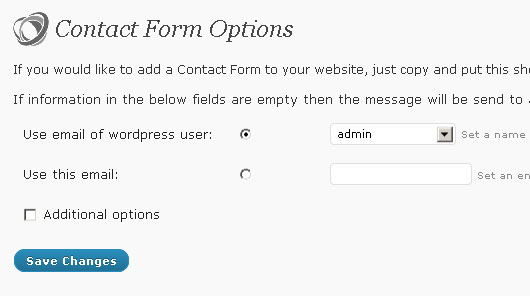 Contact Form Options
If you would like to add a Contact Form to your website, just copy and put this
If information in the below fields are empty then the message will be send to
Use email of wordpress user: admin Set a name
Use this email: Set an
Additional options
Save Changes